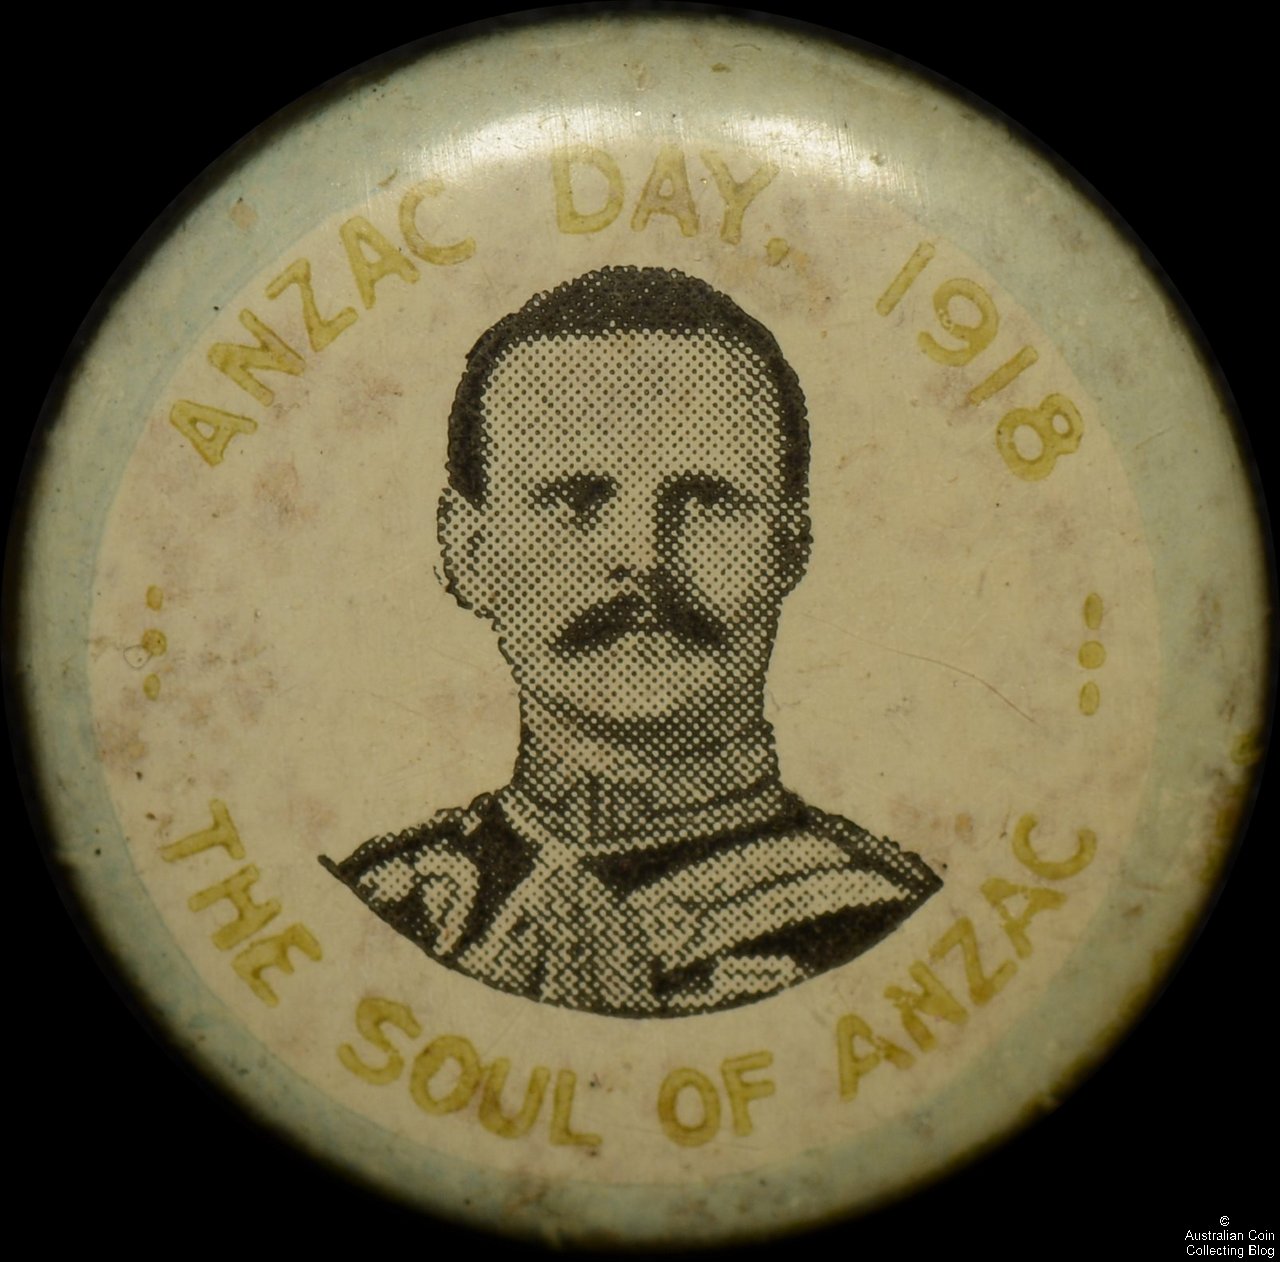 ANZAC DAY. 1918
THE SOUL OF ANZAC
©
Australian Coin
Collecting Blog